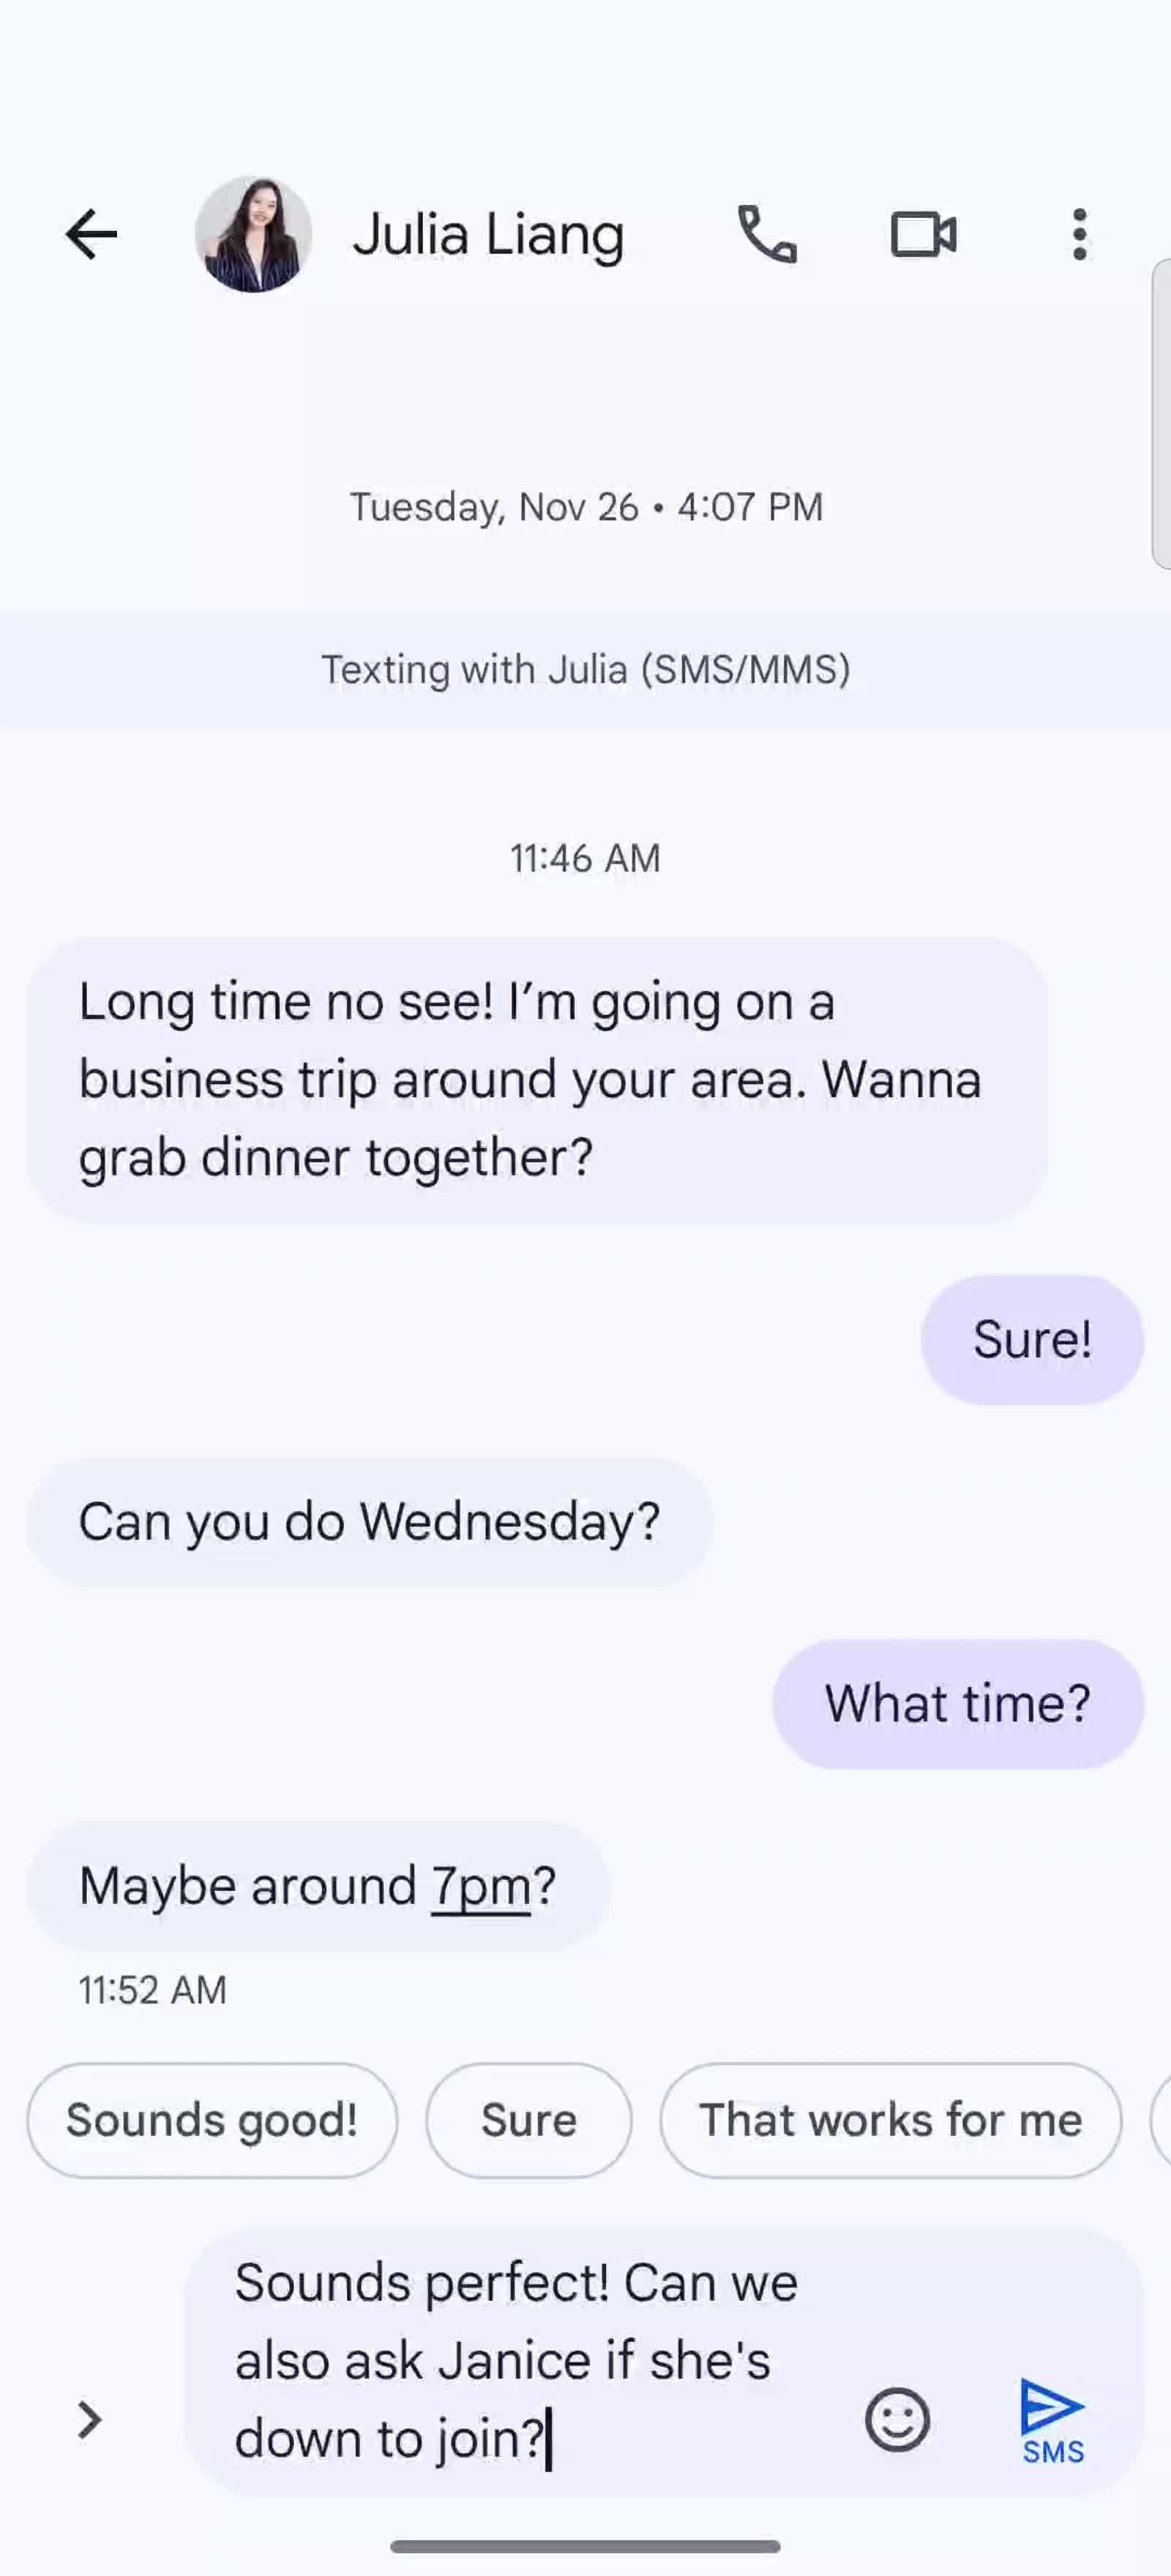 Julia Liang
Tuesday, Nov 26 • 4:07 PM
Texting with Julia (SMS/MMS)
11:46 AM
Long time no see! I’m going on a
business trip around your area. Wanna
grab dinner together?
Sure!
Can you do Wednesday?
What time?
Maybe around 7pm?
11:52 AM
Sounds good!
Sure
That works for me
Sounds perfect! Can we
also ask Janice if she's
down to join?
SMS